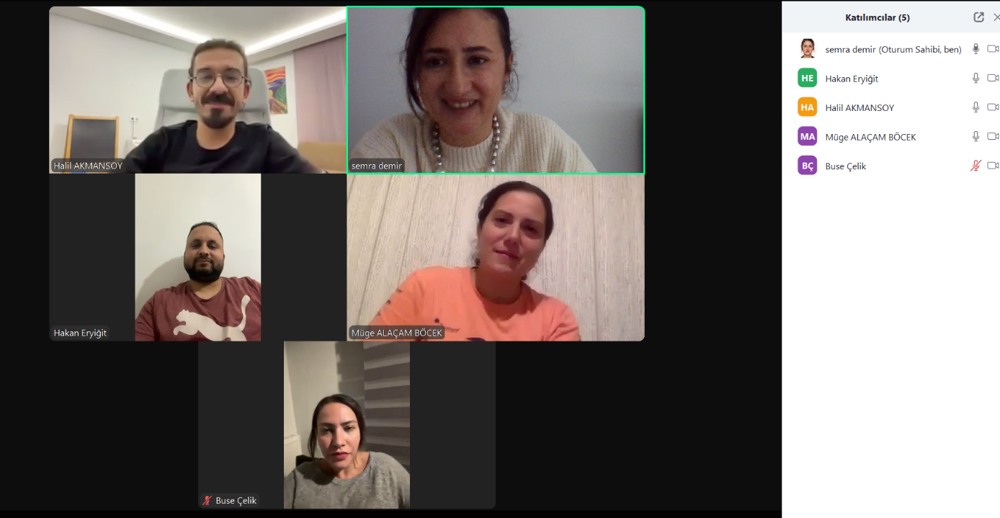 Halil AKMANSOY
semra demir
Hakan Eryiğit
Müge ALAÇAM BÖCEK
Buse Çelik
Katılımcılar (5)
semra demir (Oturum Sahibi, ben)
HE Hakan Eryiğit
HA Halil AKMANSOY
MA Müge ALAÇAM BÖCEK
BÇ Buse Çelik